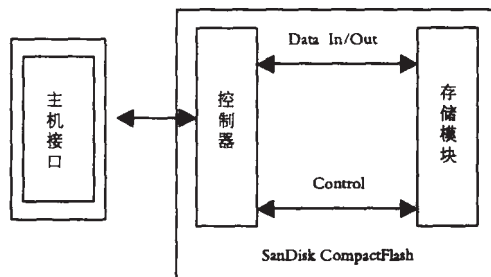 主机接口
控制器
Data In/Out
存储模块
Control
SanDisk CompactFlash